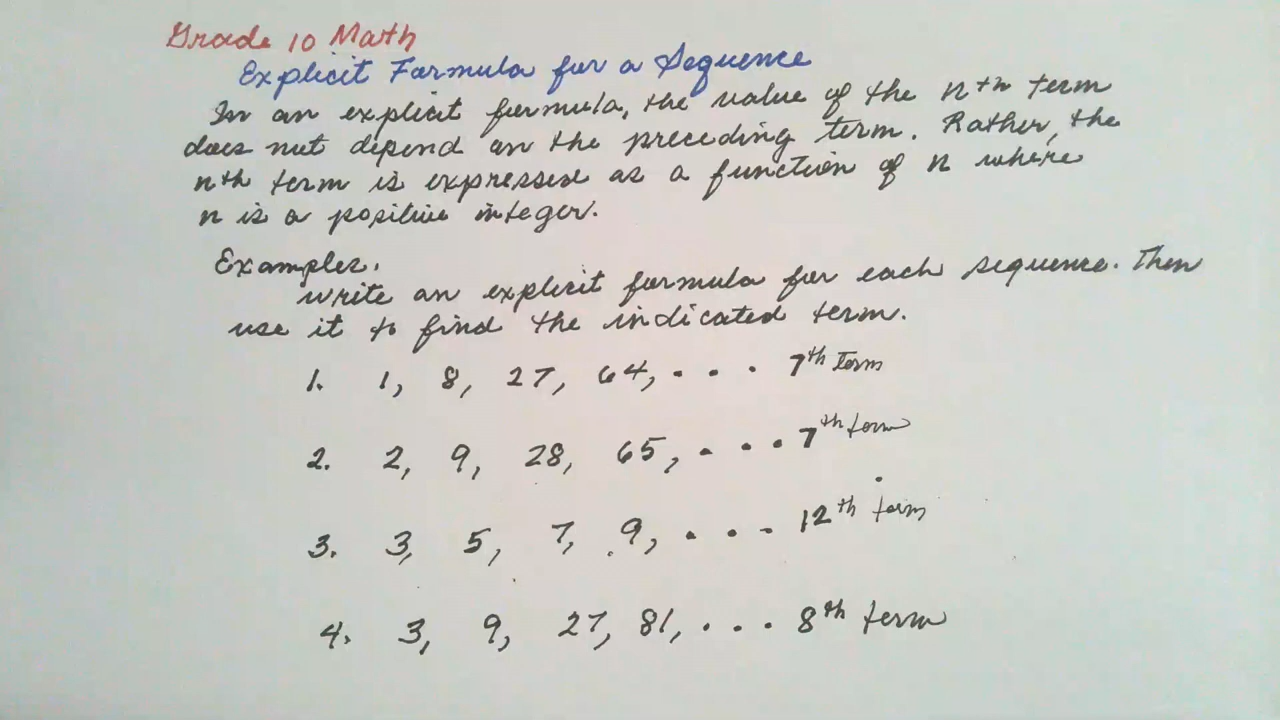 Grade 10 Math
Explicit Formula for a Sequence
In an explicit formula, the value of the nth term
does not depend on the preceding term. Rather, the
nth term is expressed as a function of n where
n is a positive integer.
Examples.
Write an explicit formula for each sequence. Then
use it to find the indicated term.
1. 1, 8, 27, 64, . . . 7th Term
2. 2, 9, 28, 65, . . . 7th term
3. 3, 5, 7, 9, . . . 12th term
4. 3, 9, 27, 81, . . . 8th term